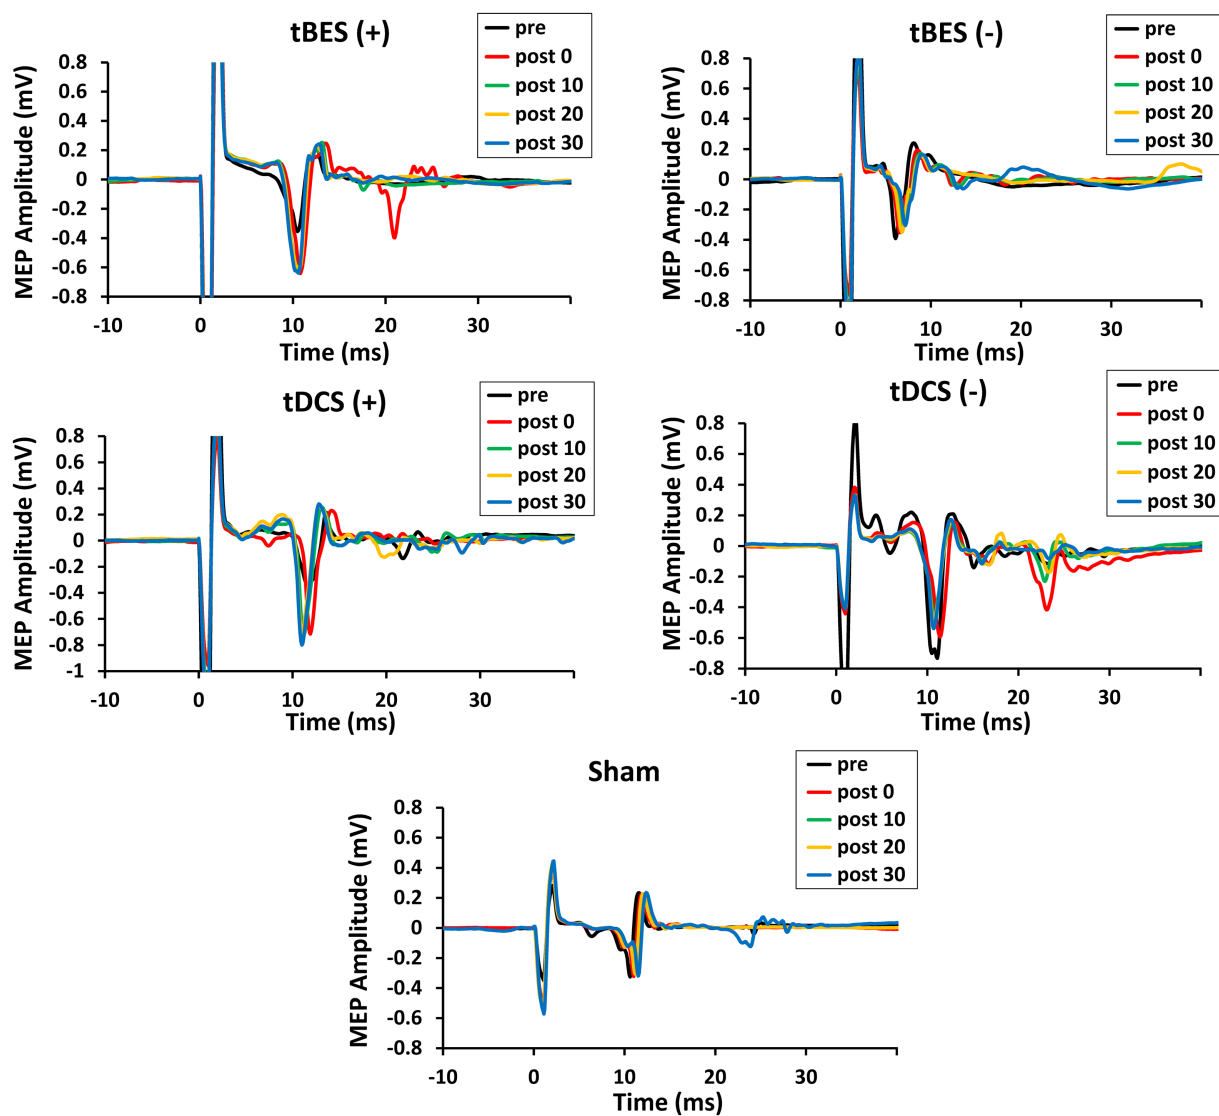 tBES (+)
pre
post 0
post 10
post 20
post 30
MEP Amplitude (mV)
0.8
0.6
0.4
0.2
0
-0.2
-0.4
-0.6
-0.8
-10
0
10
20
30
Time (ms)
tBES (-)
pre
post 0
post 10
post 20
post 30
MEP Amplitude (mV)
0.8
0.6
0.4
0.2
0
-0.2
-0.4
-0.6
-0.8
-10
0
10
20
30
Time (ms)
tDCS (+)
pre
post 0
post 10
post 20
post 30
MEP Amplitude (mV)
0.8
0.6
0.4
0.2
0
-0.2
-0.4
-0.6
-0.8
-1
-10
0
10
20
30
Time (ms)
tDCS (-)
pre
post 0
post 10
post 20
post 30
MEP Amplitude (mV)
0.8
0.6
0.4
0.2
0
-0.2
-0.4
-0.6
-0.8
-10
0
10
20
30
Time (ms)
Sham
pre
post 0
post 10
post 20
post 30
MEP Amplitude (mV)
0.8
0.6
0.4
0.2
0
-0.2
-0.4
-0.6
-0.8
-10
0
10
20
30
Time (ms)